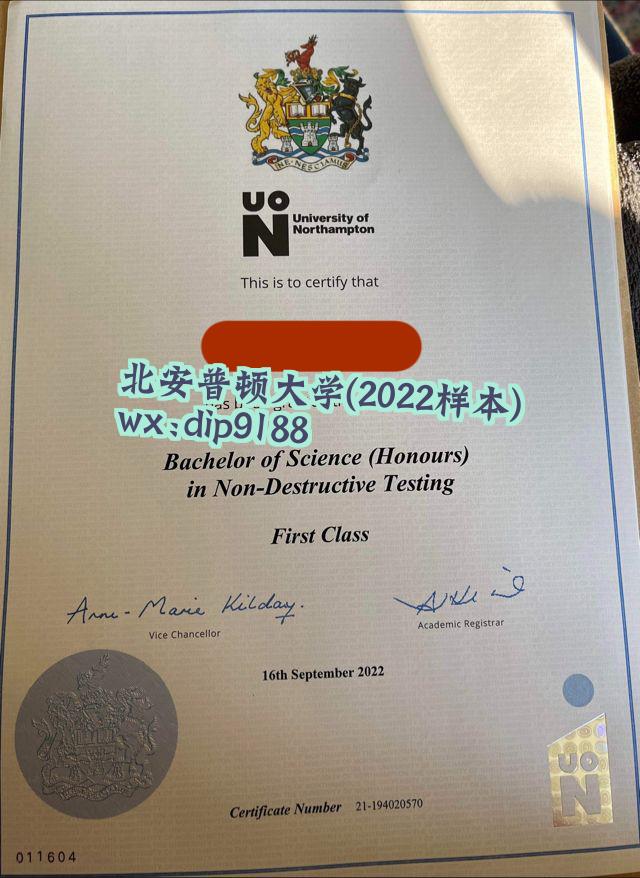 NE·NESCIAMUS
UO
N
University of
Northampton
This is to certify that
北安普顿大学(2022样本)
wx:dip9188
Bachelor of Science (Honours)
in Non-Destructive Testing
First Class
Anne-Marie Kilday.
Vice Chancellor
Academic Registrar
16th September 2022
UO
N
Certificate Number 21-194020570
011604